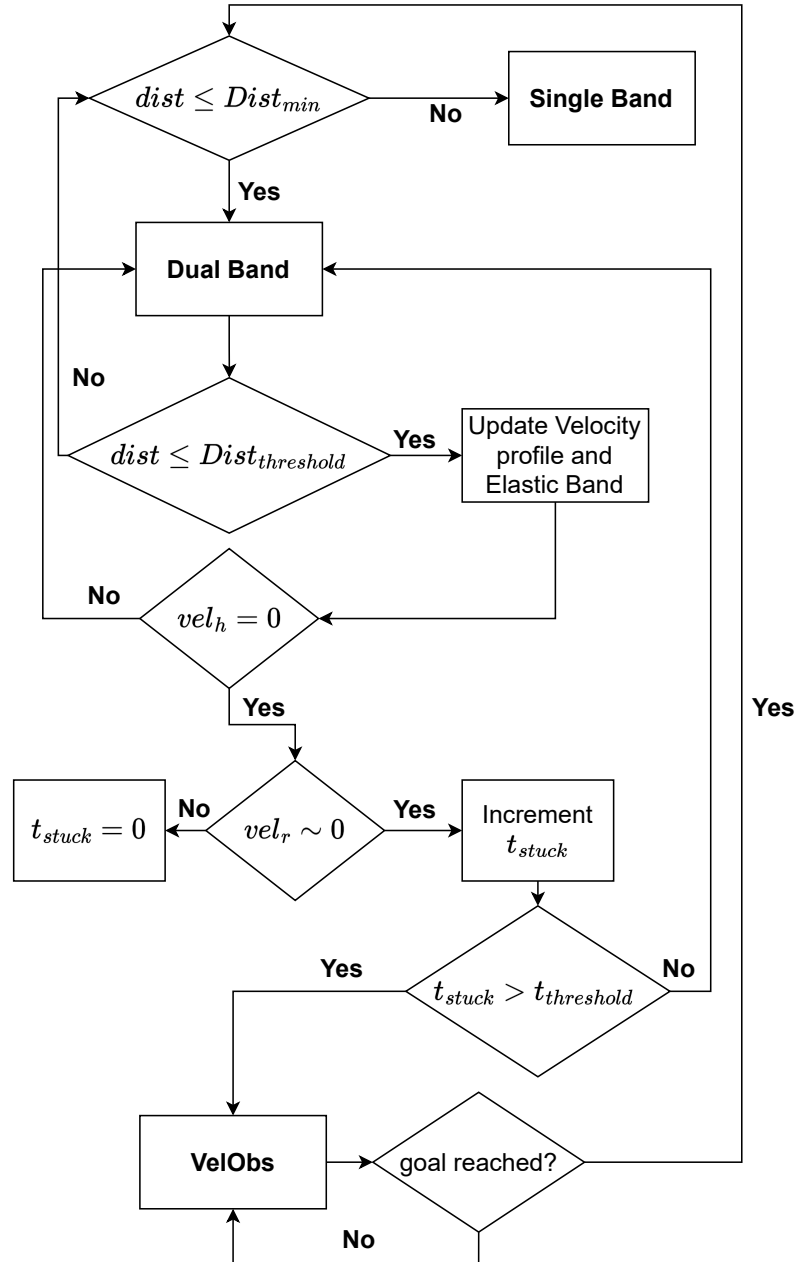 dist ≤ Dist_min
No
Single Band
Yes
Dual Band
No
dist ≤ Dist_threshold
Yes
Update Velocity
profile and
Elastic Band
No
vel_h = 0
Yes
Yes
t_stuck = 0
No
vel_r ∼ 0
Yes
Increment
t_stuck
Yes
t_stuck > t_threshold
No
VelObs
goal reached?
No